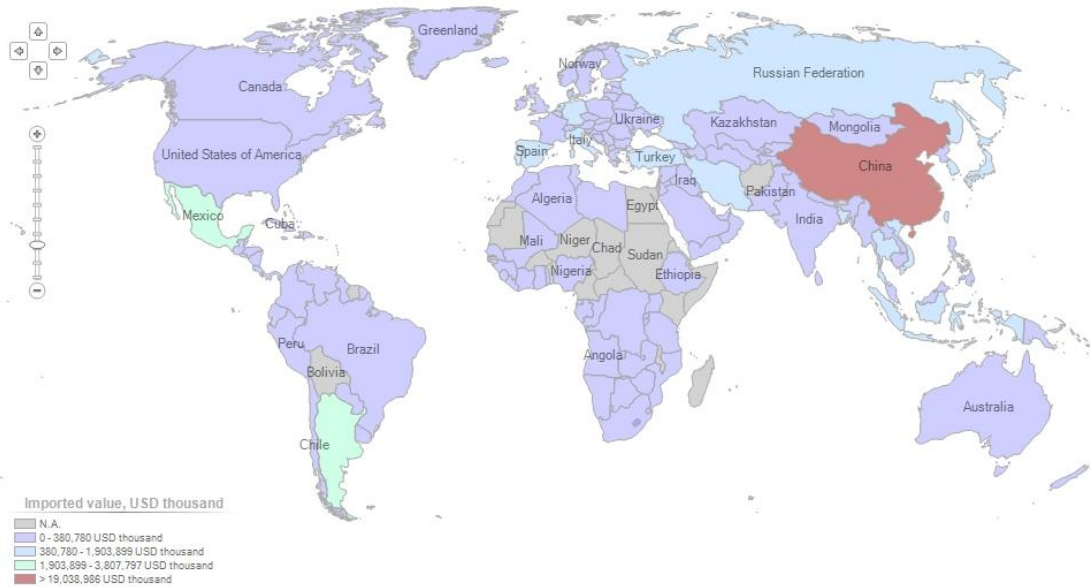 Greenland
Norway
Russian Federation
Canada
Ukraine
Kazakhstan
Mongolia
United States of America
Spain
Italy
Turkey
China
Iraq
Pakistan
Mexico
Algeria
Egypt
India
Cuba
Mali
Niger
Chad
Sudan
Nigeria
Ethiopia
Peru
Brazil
Angola
Bolivia
Australia
Chile
Imported value, USD thousand
N.A.
0 - 380,780 USD thousand
380,780 - 1,903,899 USD thousand
1,903,899 - 3,807,797 USD thousand
> 19,038,986 USD thousand